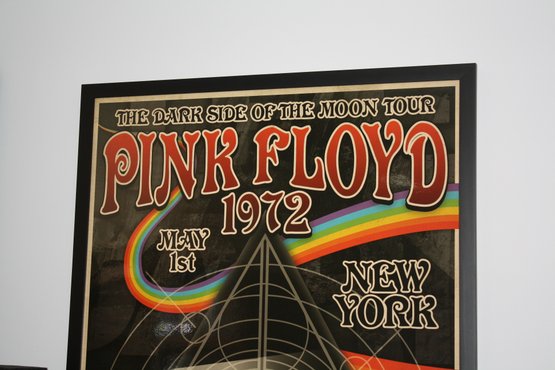 THE DARK SIDE OF THE MOON TOUR
PINK FLOYD
1972
MAY
1st
NEW
YORK